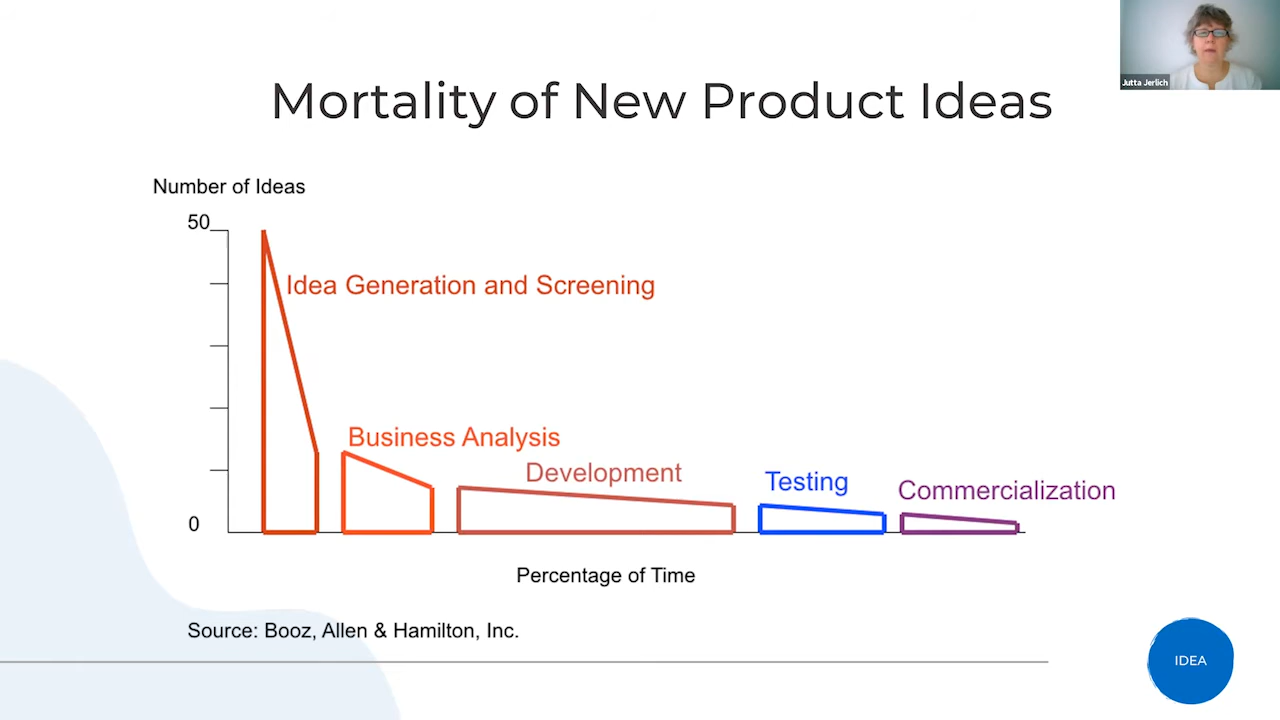 Jutta Jerlich
Mortality of New Product Ideas
Number of Ideas
50
Idea Generation and Screening
Business Analysis
Development
Testing
Commercialization
0
Percentage of Time
Source: Booz, Allen & Hamilton, Inc.
IDEA